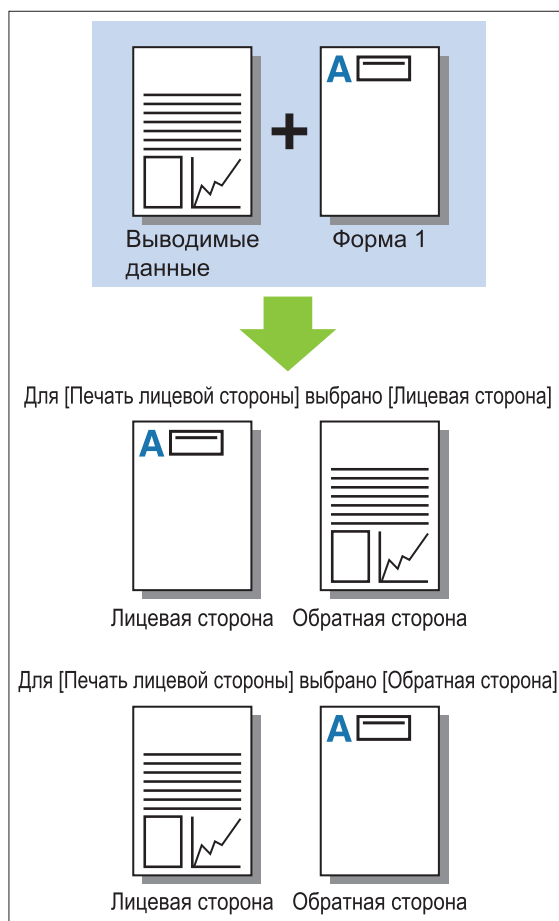 A
Выводимые
данные
Форма 1
Для [Печать лицевой стороны] выбрано [Лицевая сторона]
A
Лицевая сторона
Обратная сторона
Для [Печать лицевой стороны] выбрано [Обратная сторона]
A
Лицевая сторона
Обратная сторона